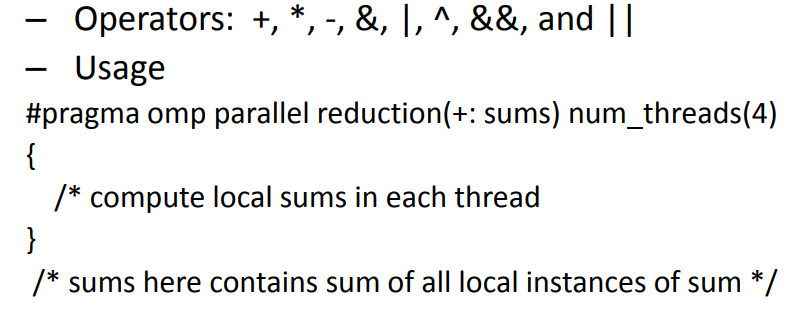 – Operators: +, *, -, &, |, ^, &&, and ||
– Usage
#pragma omp parallel reduction(+: sums) num_threads(4)
{
/* compute local sums in each thread
}
/* sums here contains sum of all local instances of sum */